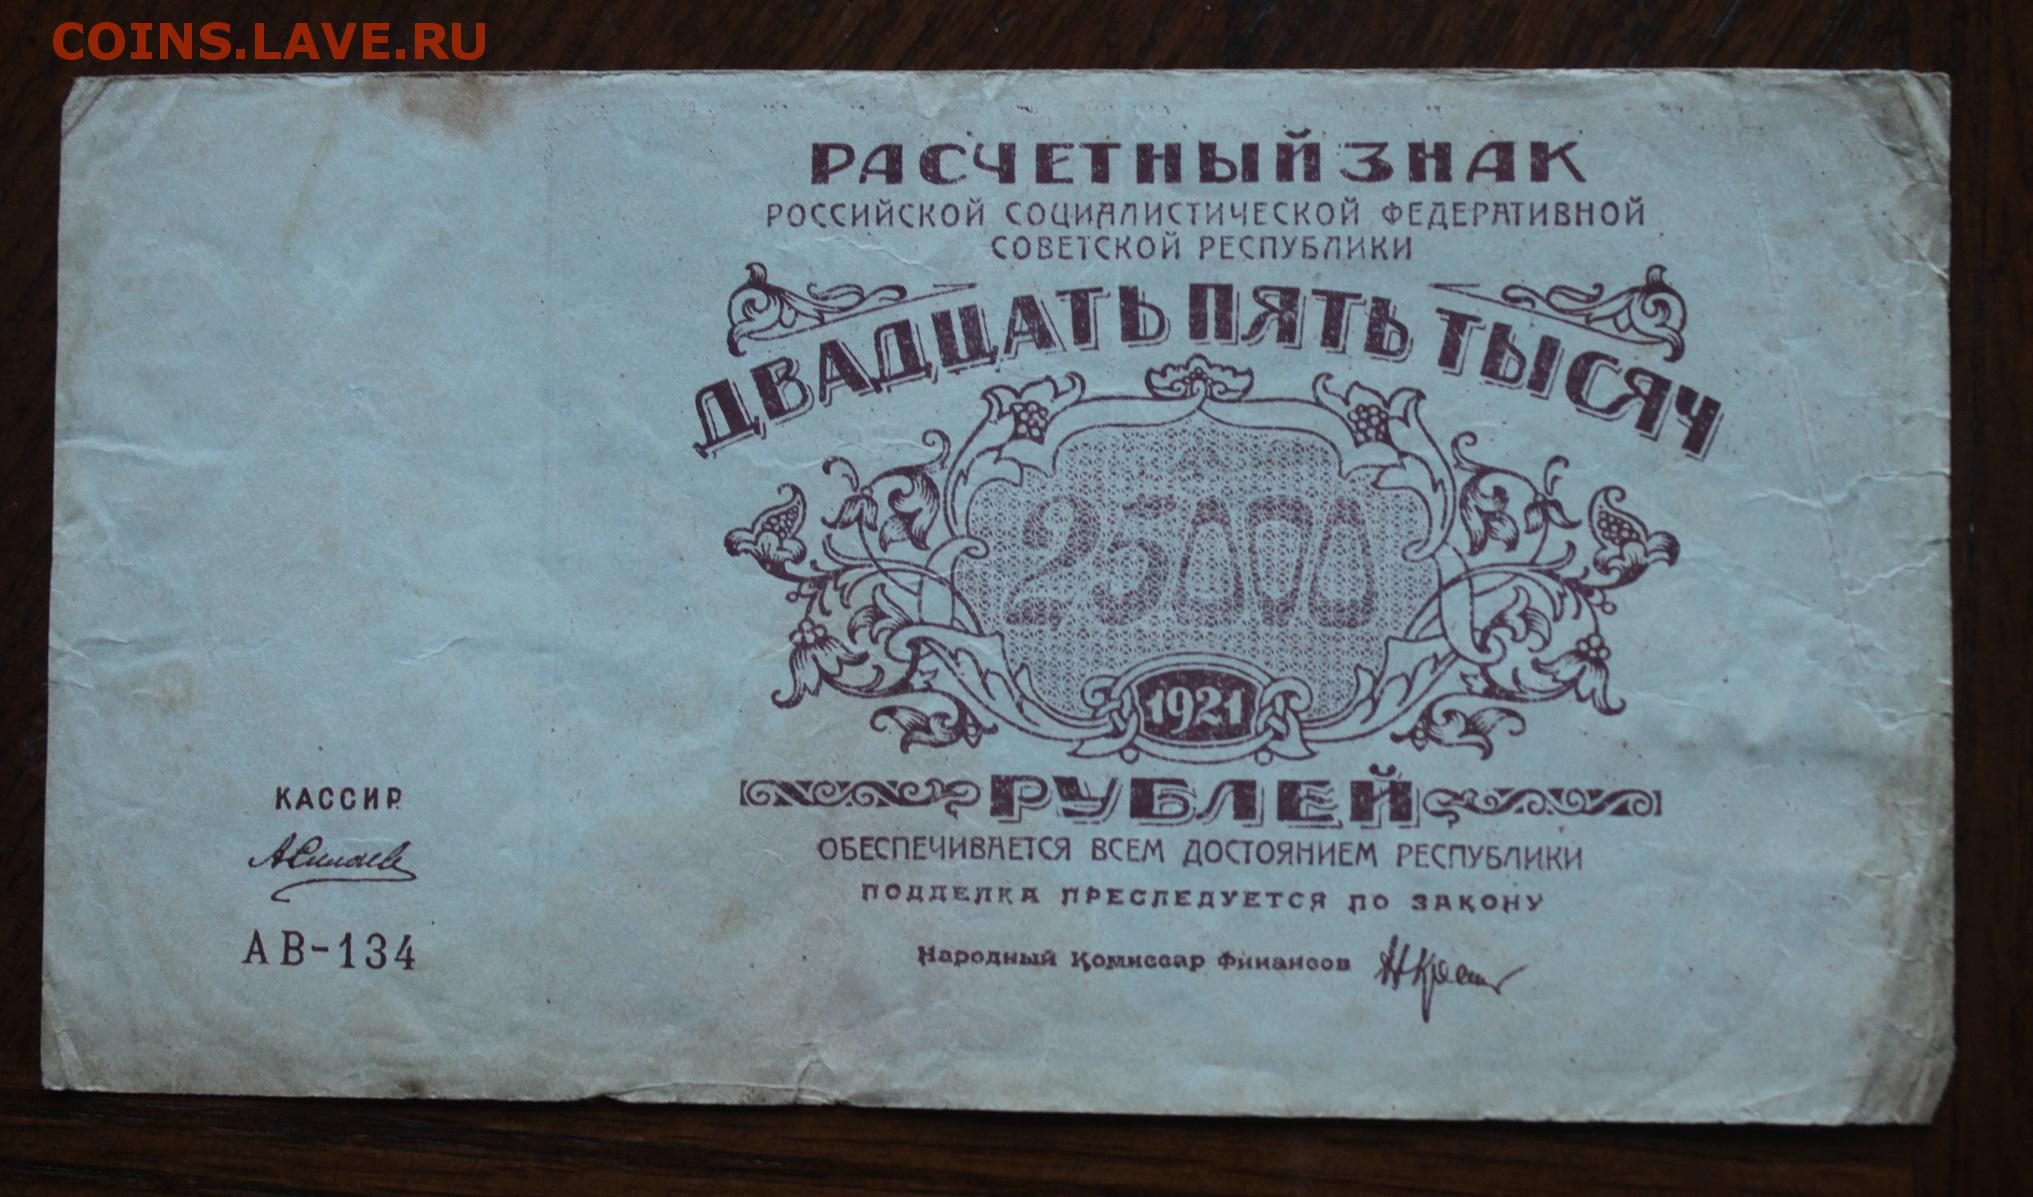 COINS.LAVE.RU
РАСЧЕТНЫЙ ЗНАК
РОССИЙСКОЙ СОЦИАЛИСТИЧЕСКОЙ ФЕДЕРАТИВНОЙ
СОВЕТСКОЙ РЕСПУБЛИКИ
ДВАДЦАТЬ ПЯТЬ ТЫСЯЧ
25000
1921
РУБЛЕЙ
ОБЕСПЕЧИВАЕТСЯ ВСЕМ ДОСТОЯНИЕМ РЕСПУБЛИКИ
ПОДДЕЛКА ПРЕСЛЕДУЕТСЯ ПО ЗАКОНУ
Народный Комиссар Финансов
КАССИР
АВ-134